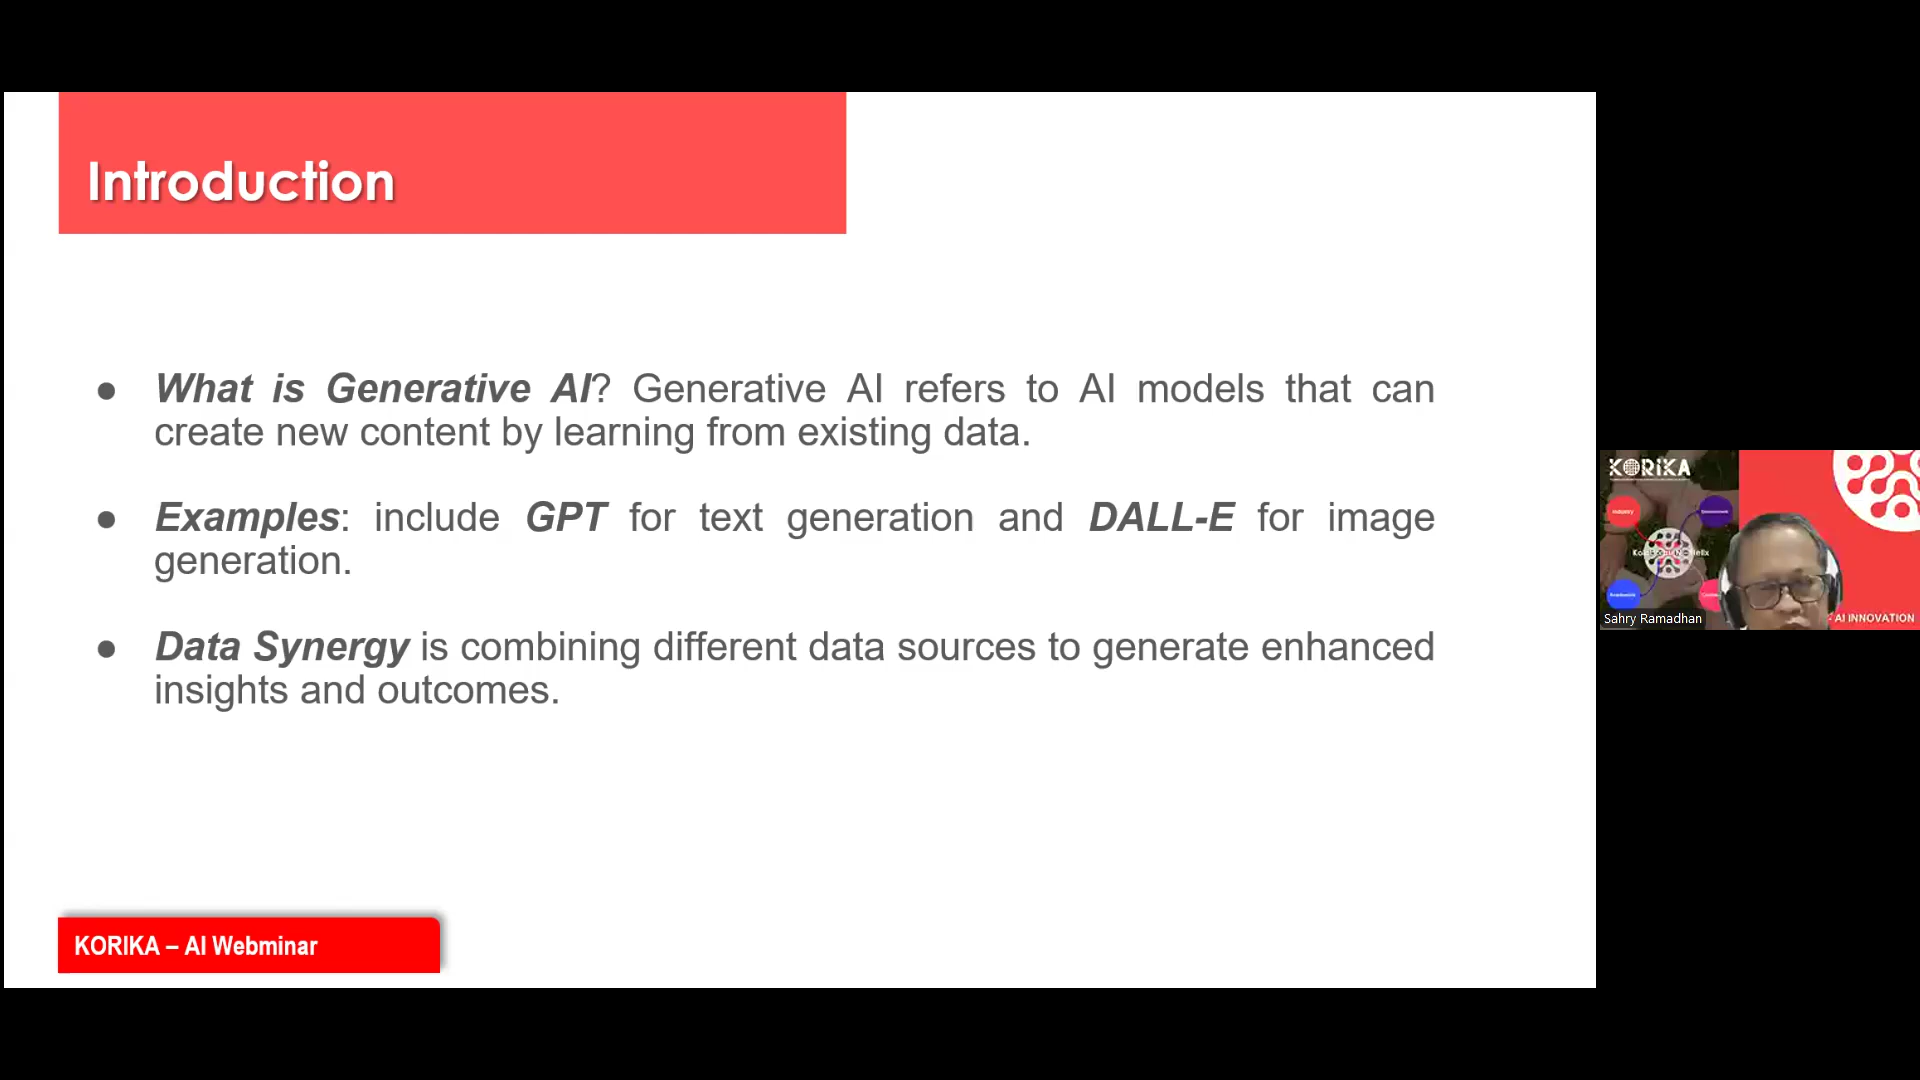 Introduction
● What is Generative AI? Generative AI refers to AI models that can
create new content by learning from existing data.
● Examples: include GPT for text generation and DALL-E for image
generation.
● Data Synergy is combining different data sources to generate enhanced
insights and outcomes.
KORIKA – AI Webminar
KORIKA
Industry
Sahry Ramadhan
- AI INNOVATION